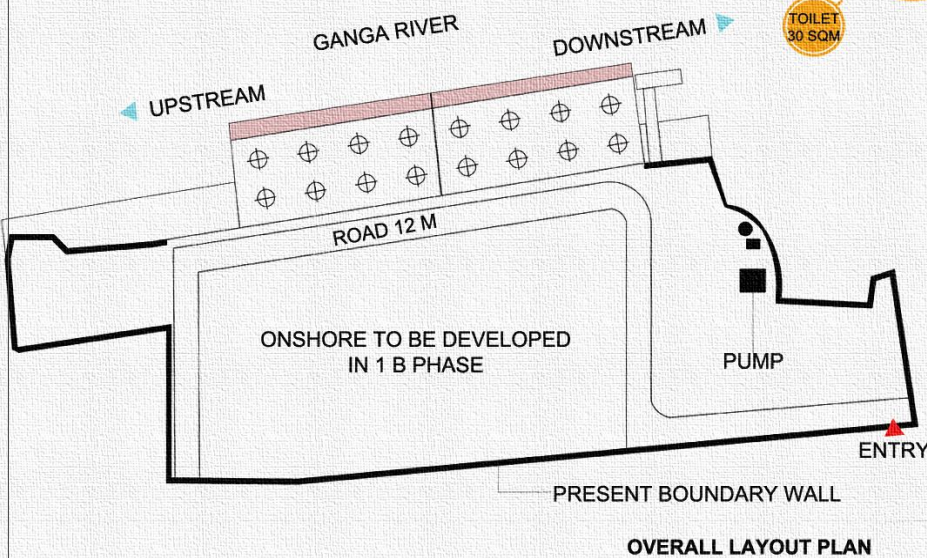 GANGA RIVER
DOWNSTREAM
TOILET
30 SQM
UPSTREAM
ROAD 12 M
ONSHORE TO BE DEVELOPED
IN 1 B PHASE
PUMP
ENTRY
PRESENT BOUNDARY WALL
OVERALL LAYOUT PLAN